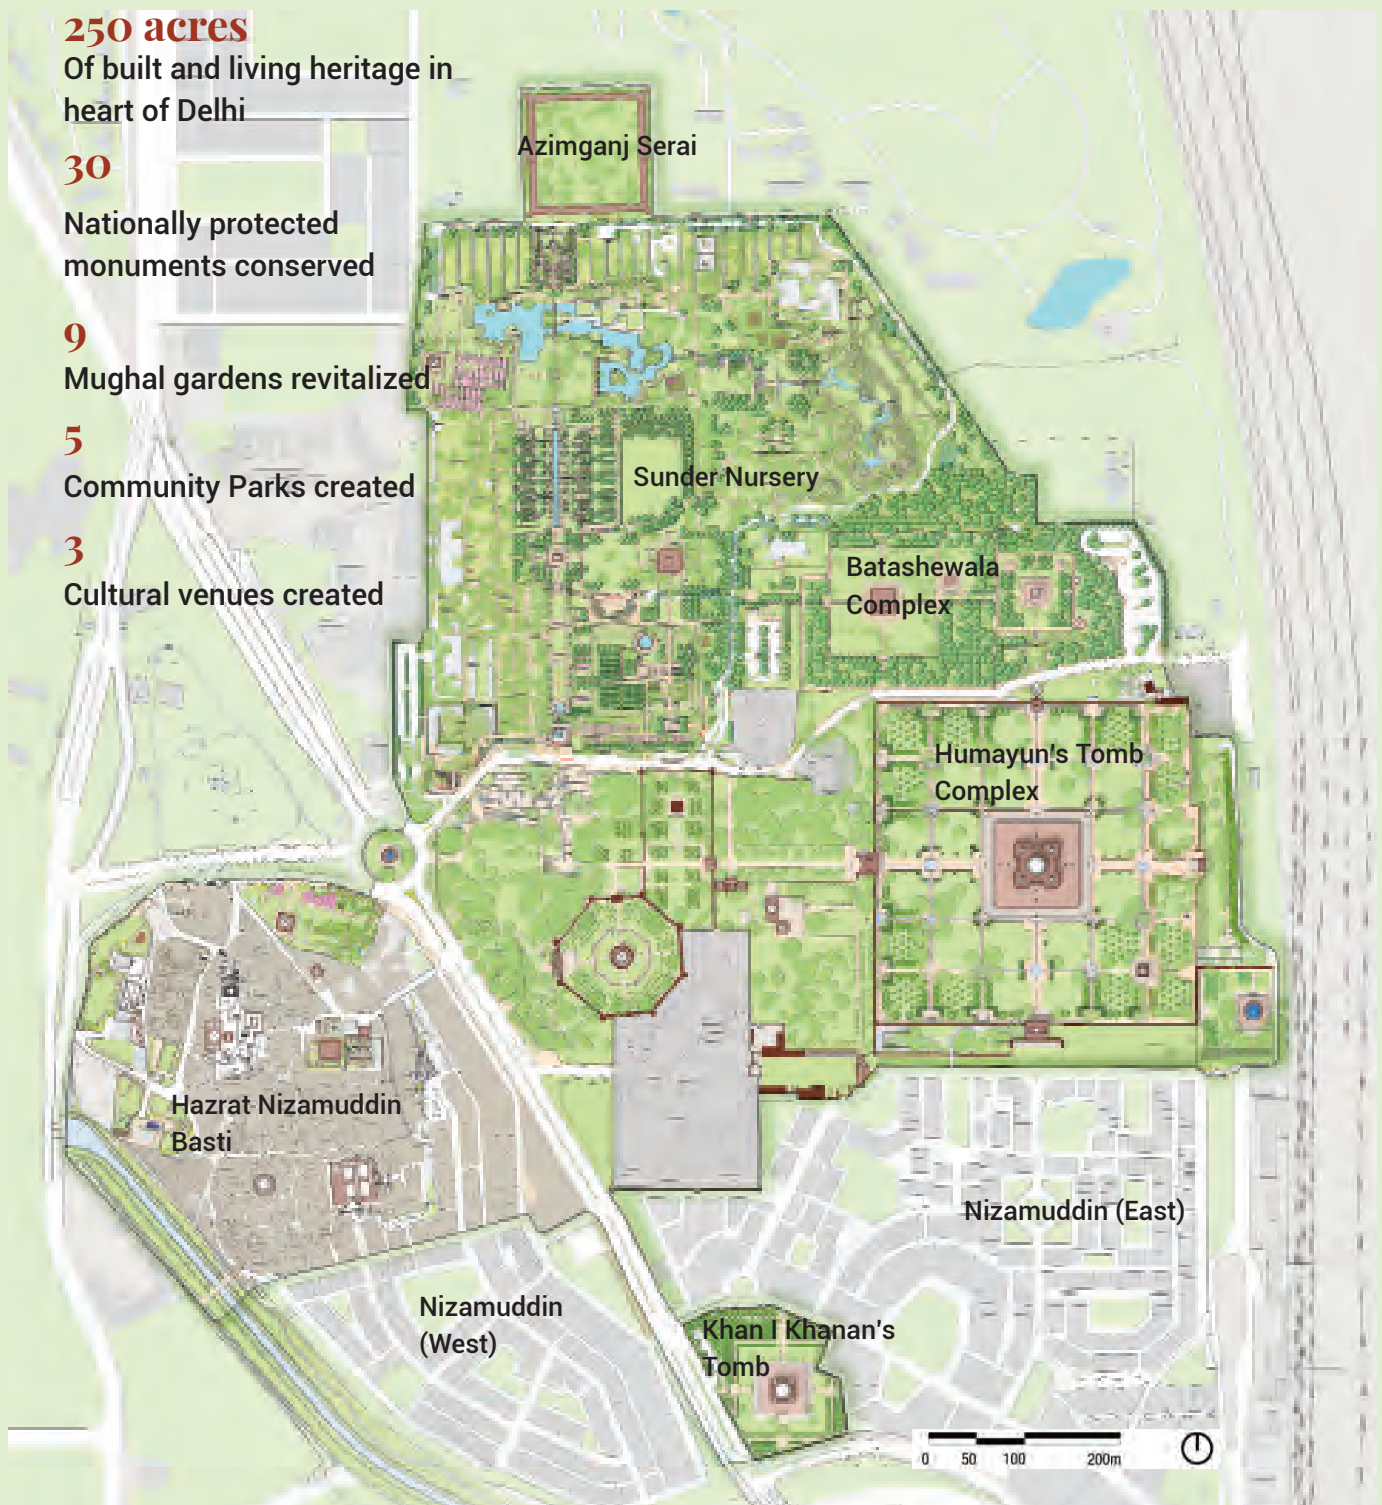 250 acres
Of built and living heritage in
heart of Delhi
30
Nationally protected
monuments conserved
9
Mughal gardens revitalized
5
Community Parks created
3
Cultural venues created
Azimganj Serai
Sunder Nursery
Batashewala
Complex
Humayun's Tomb
Complex
Hazrat Nizamuddin
Basti
Nizamuddin (East)
Nizamuddin
(West)
Khan I Khanan's
Tomb
0 50 100 200m